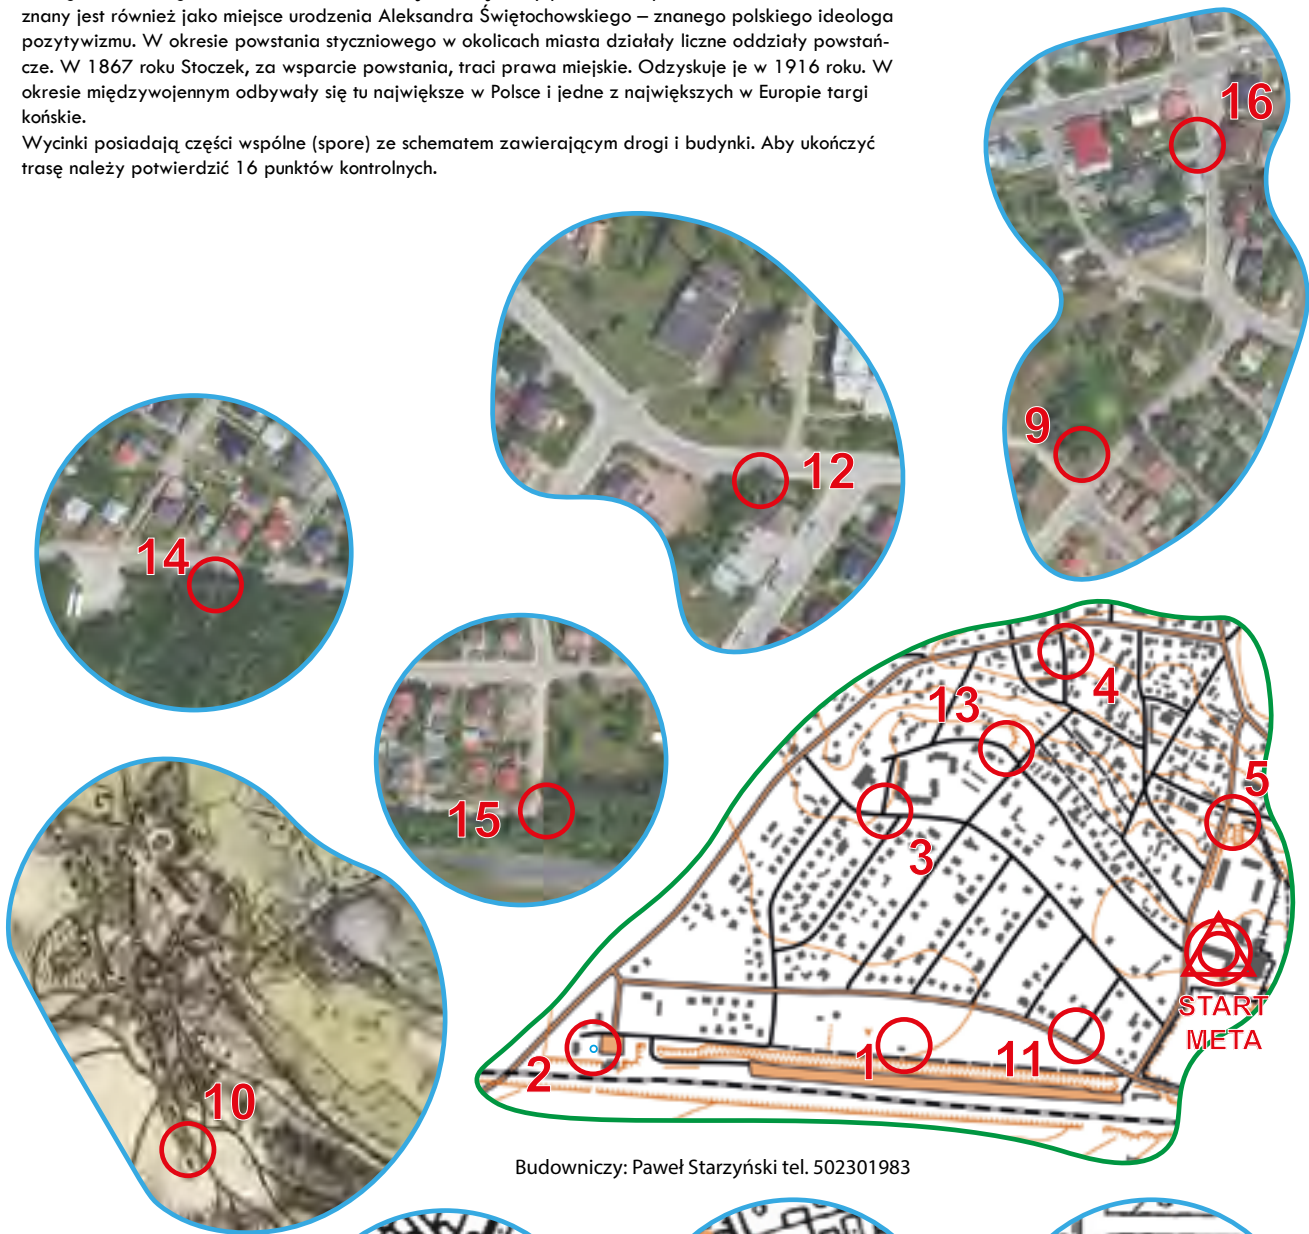 znany jest również jako miejsce urodzenia Aleksandra Świętochowskiego – znanego polskiego ideologa
pozytywizmu. W okresie powstania styczniowego w okolicach miasta działały liczne oddziały powstań-
cze. W 1867 roku Stoczek, za wsparcie powstania, traci prawa miejskie. Odzyskuje je w 1916 roku. W
okresie międzywojennym odbywały się tu największe w Polsce i jedne z największych w Europie targi
końskie.
Wycinki posiadają części wspólne (spore) ze schematem zawierającym drogi i budynki. Aby ukończyć
trasę należy potwierdzić 16 punktów kontrolnych.
16
9
12
14
15
10
4
13
5
3
START
META
2
1
11
Budowniczy: Paweł Starzyński tel. 502301983